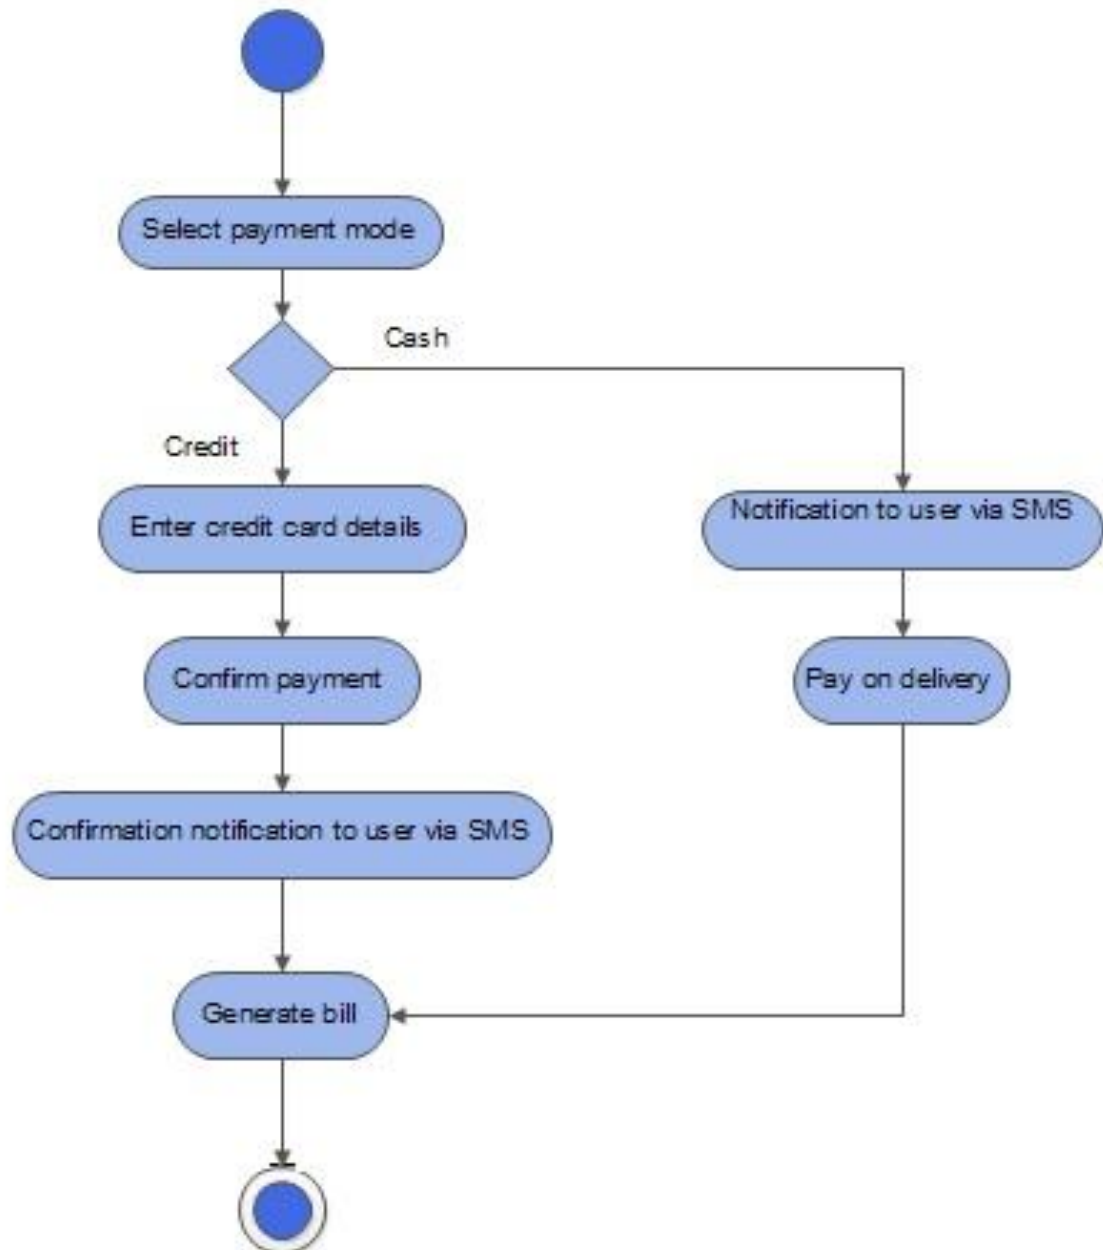 Select payment mode
Cash
Credit
Enter credit card details
Notification to user via SMS
Confirm payment
Pay on delivery
Confirmation notification to user via SMS
Generate bill